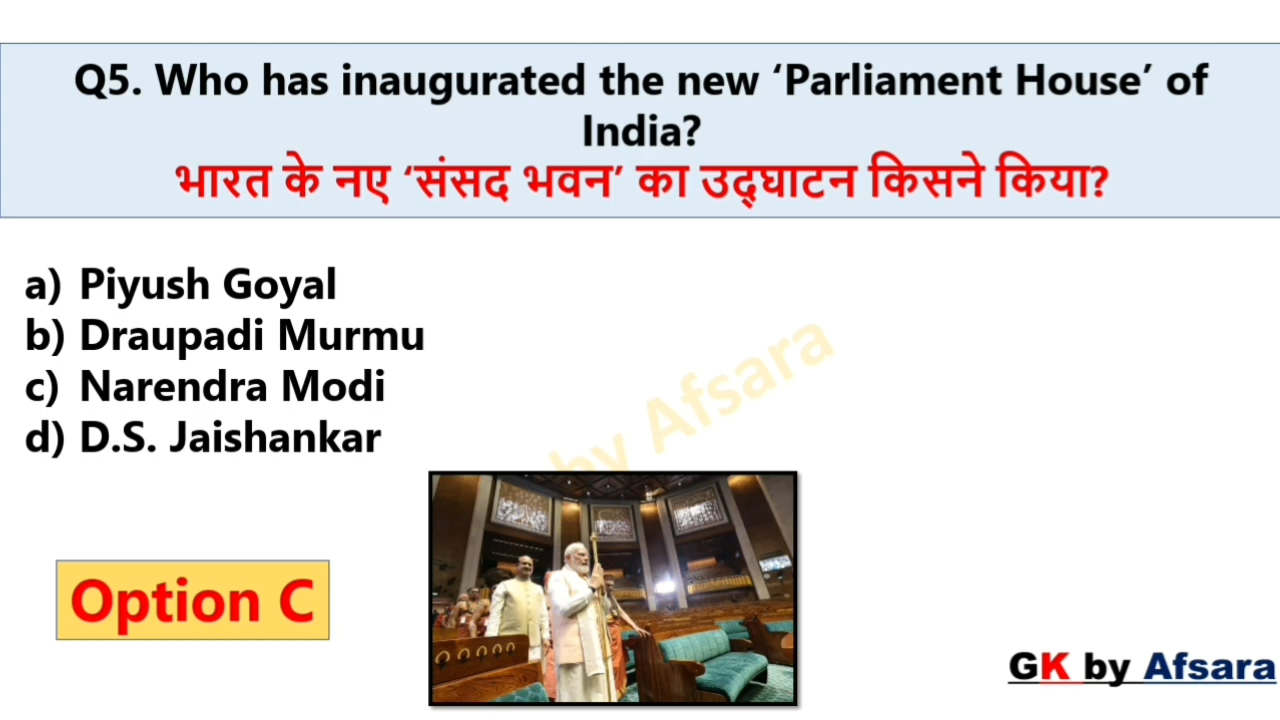 Q5. Who has inaugurated the new ‘Parliament House’ of
India?
भारत के नए ‘संसद भवन’ का उद्घाटन किसने किया?
a) Piyush Goyal
b) Draupadi Murmu
c) Narendra Modi
d) D.S. Jaishankar
by Afsara
Option C
GK by Afsara